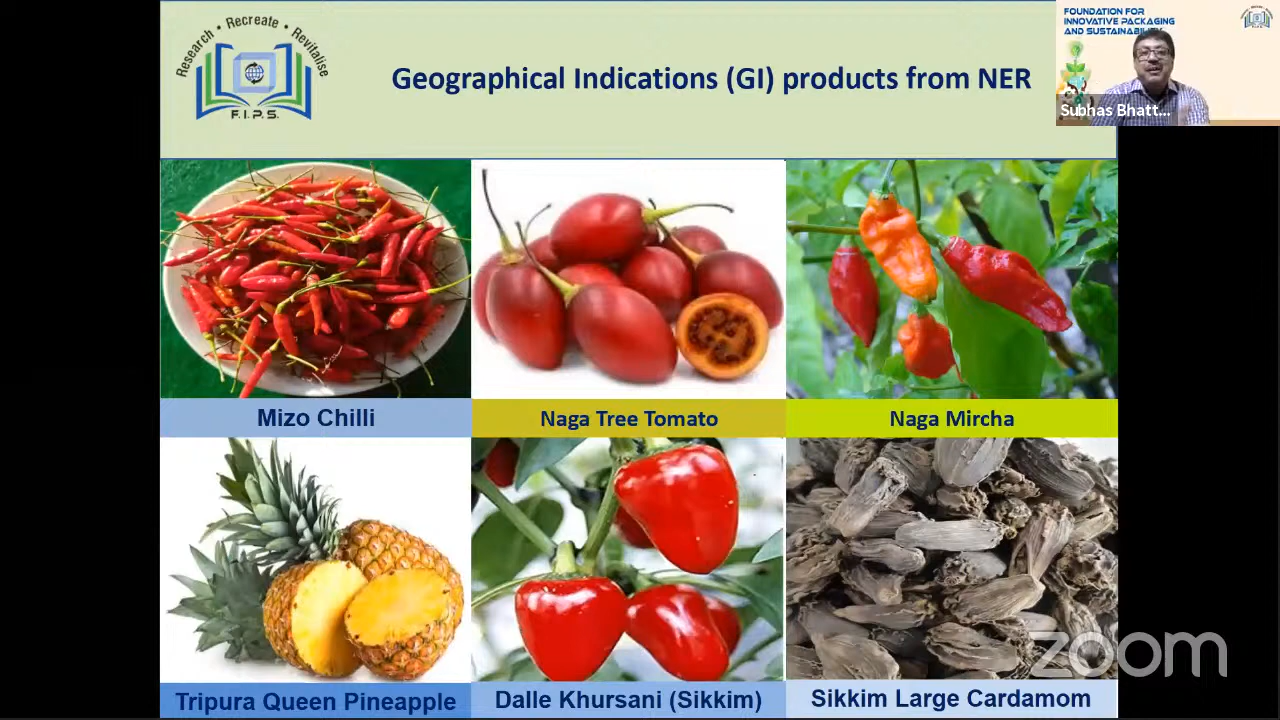 Research • Recreate • Revitalise
F.I.P.S.
Geographical Indications (GI) products from NER
FOUNDATION FOR
INNOVATIVE PACKAGING
AND SUSTAINABILITY
Subhas Bhatt...
Mizo Chilli
Naga Tree Tomato
Naga Mircha
Tripura Queen Pineapple
Dalle Khursani (Sikkim)
Sikkim Large Cardamom
zoom